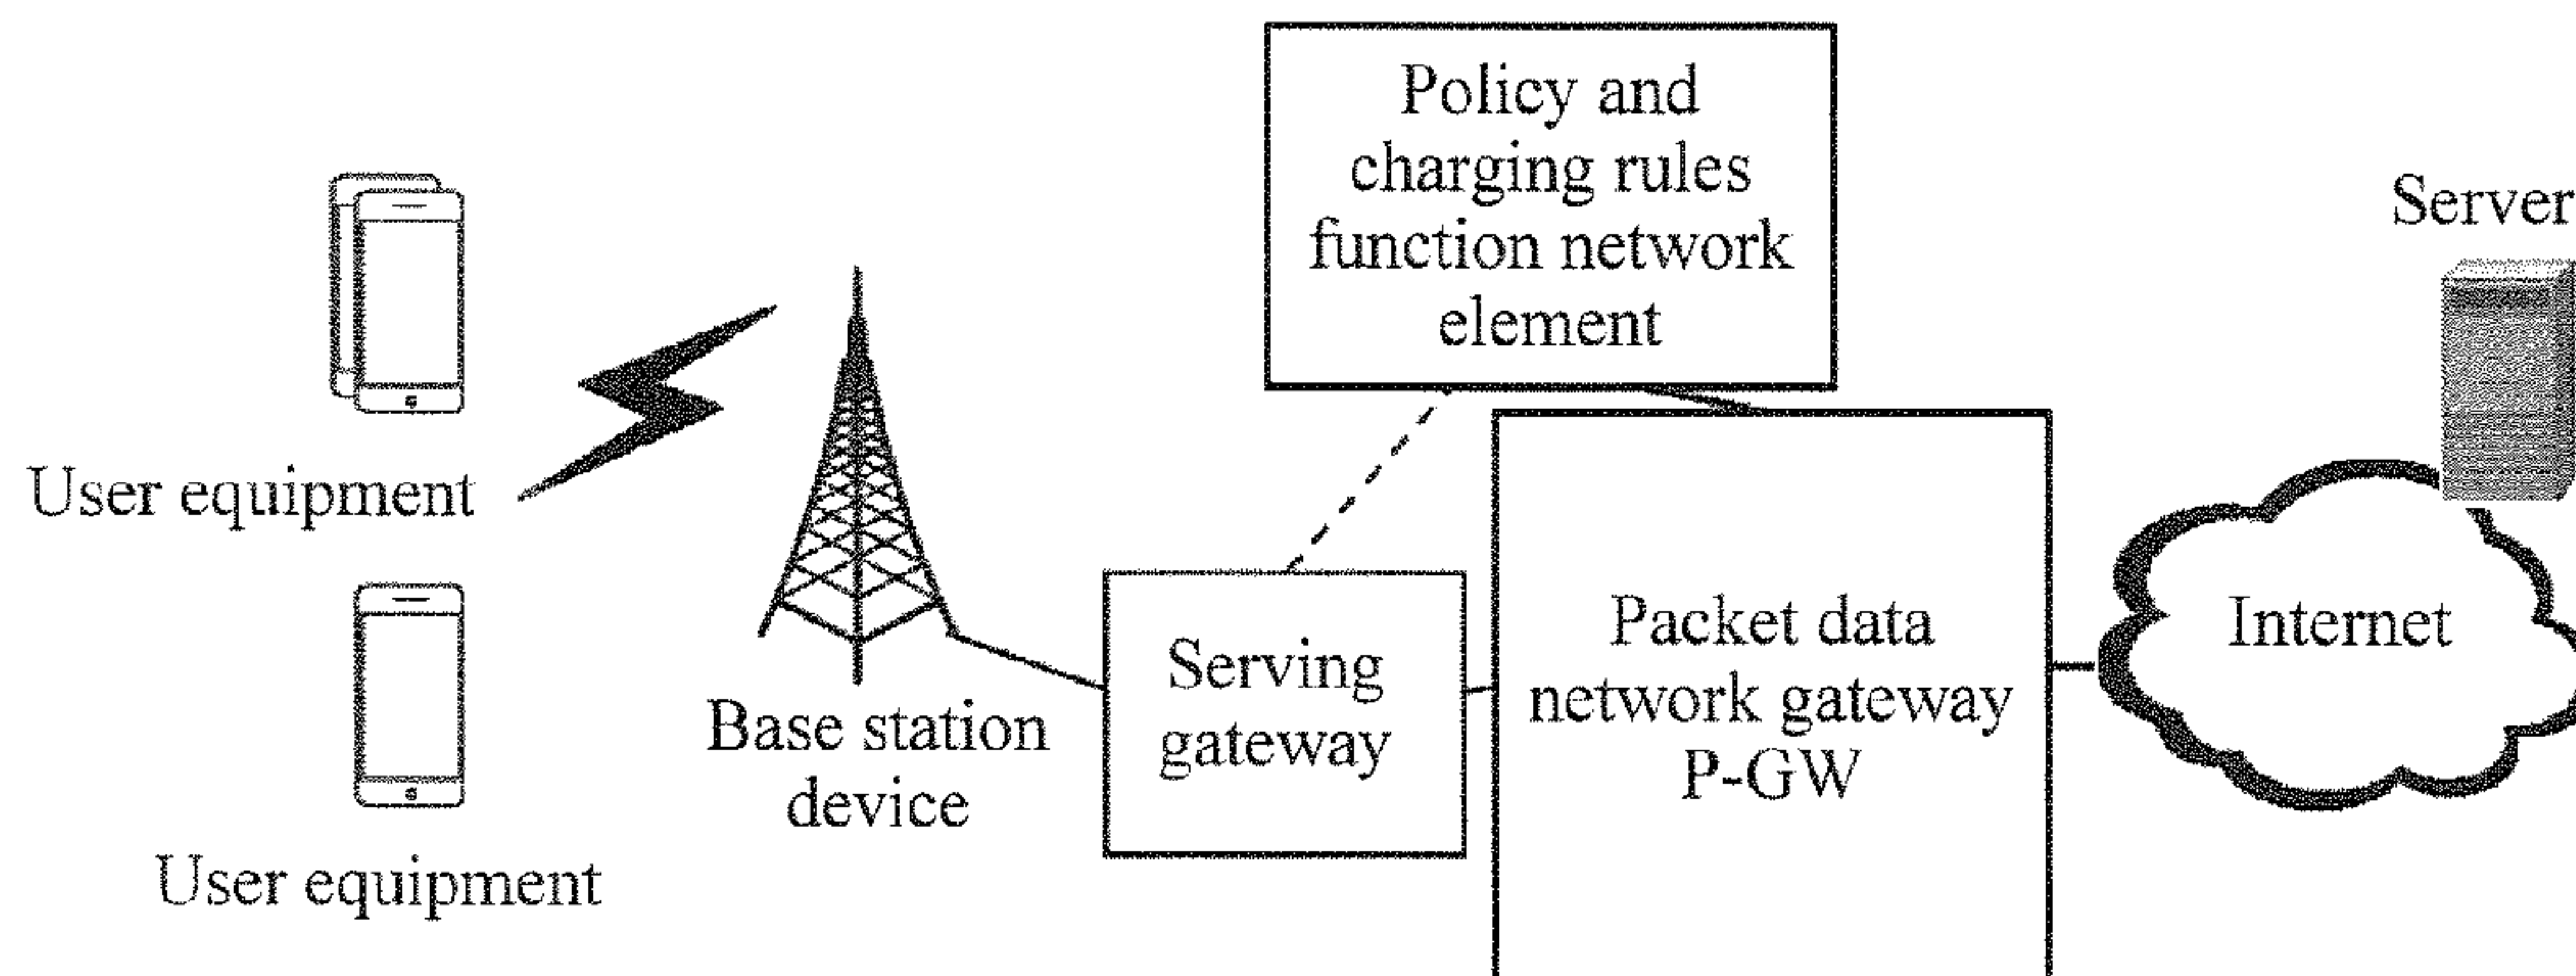 Policy and
charging rules
function network
element
Server
User equipment
Base station
device
Serving
gateway
Packet data
network gateway
P-GW
Internet
User equipment